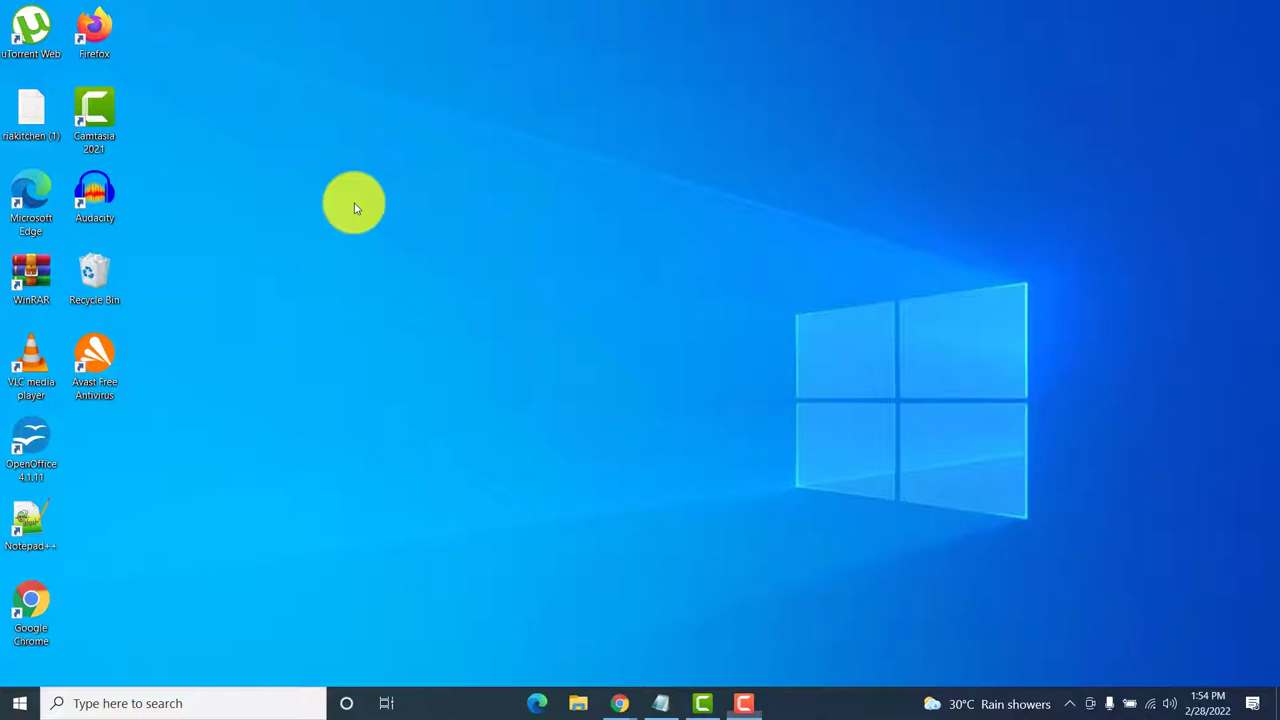 uTorrent Web
Firefox
riakitchen (1)
Camtasia
2021
Microsoft
Edge
Audacity
WinRAR
Recycle Bin
VLC media
player
Avast Free
Antivirus
OpenOffice
4.1.11
Notepad++
Google
Chrome
Type here to search
30°C Rain showers
1:54 PM
2/28/2022